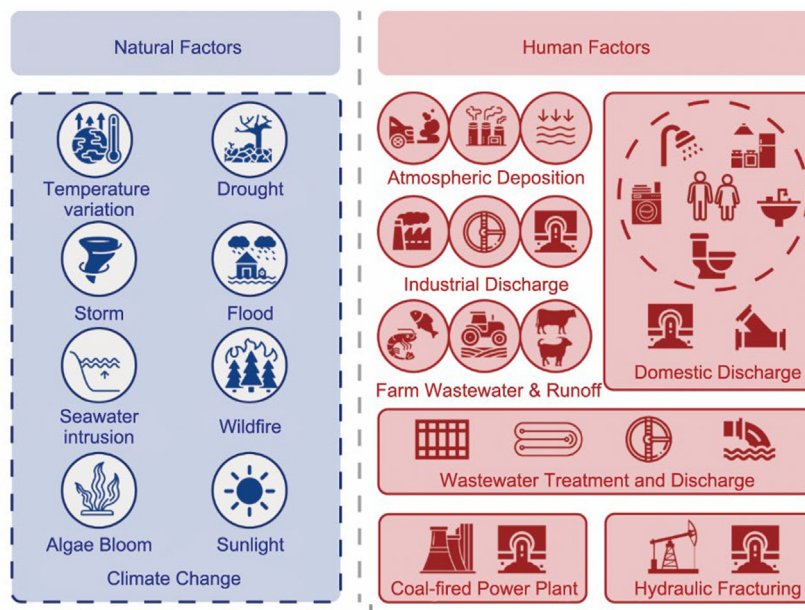 Natural Factors
Human Factors
Temperature
variation
Drought
Storm
Flood
Seawater
intrusion
Wildfire
Algae Bloom
Sunlight
Climate Change
Atmospheric Deposition
Industrial Discharge
Farm Wastewater & Runoff
Domestic Discharge
Wastewater Treatment and Discharge
Coal-fired Power Plant
Hydraulic Fracturing